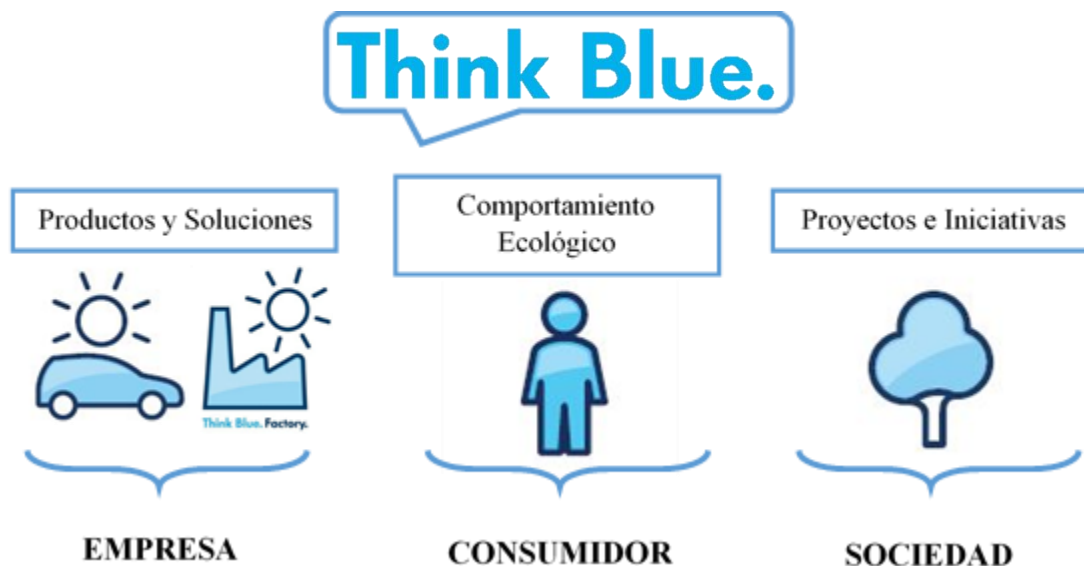 Think Blue.
Productos y Soluciones
Comportamiento
Ecológico
Proyectos e Iniciativas
Think Blue. Factory.
EMPRESA
CONSUMIDOR
SOCIEDAD